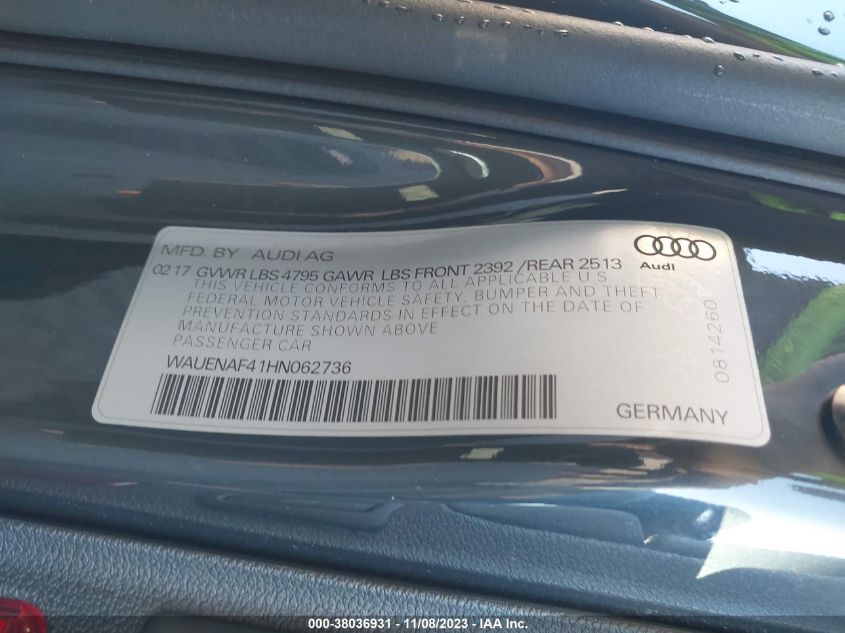 MFD. BY AUDI AG
02 17 GVWR LBS 4795 GAWR LBS FRONT 2392 /REAR 2513
Audi
THIS VEHICLE CONFORMS TO ALL APPLICABLE U S
FEDERAL MOTOR VEHICLE SAFETY, BUMPER AND THEFT
PREVENTION STANDARDS IN EFFECT ON THE DATE OF
MANUFACTURE SHOWN ABOVE
PASSENGER CAR
WAUENAF41HN062736
GERMANY
0814260
000-38036931 - 11/08/2023 - IAA Inc.